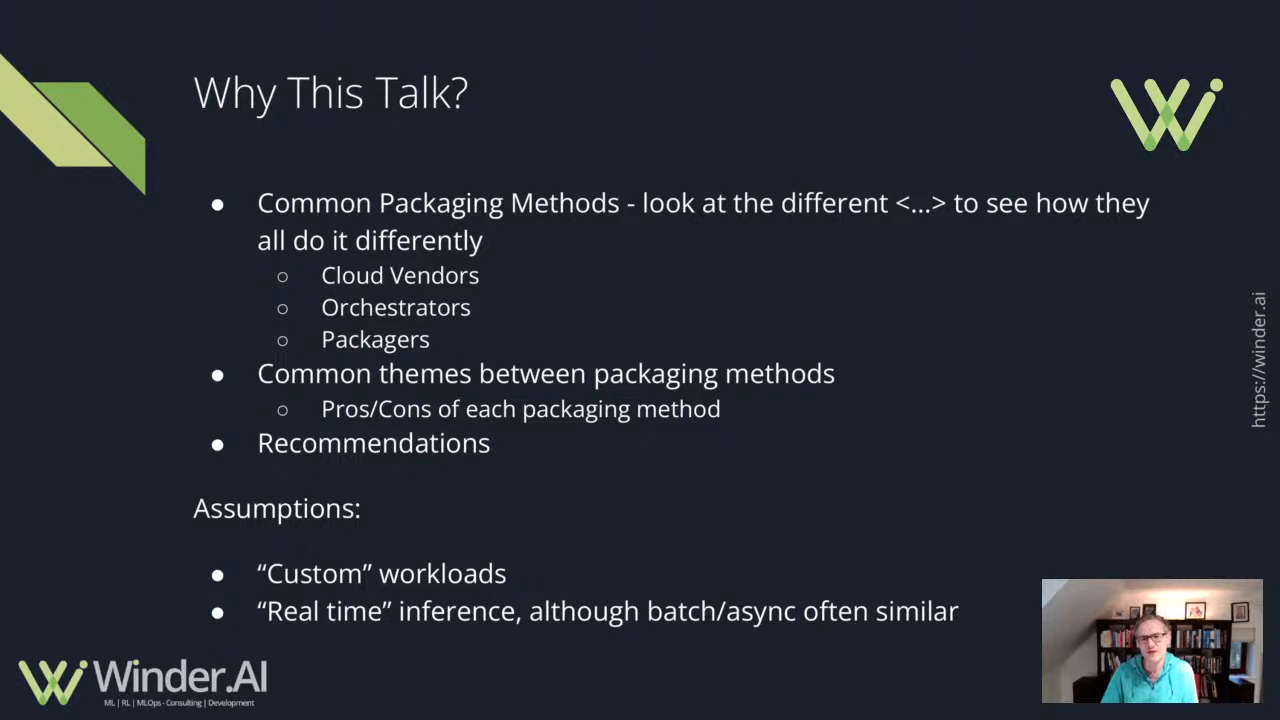 Why This Talk?
● Common Packaging Methods - look at the different <...> to see how they
all do it differently
○ Cloud Vendors
○ Orchestrators
○ Packagers
● Common themes between packaging methods
○ Pros/Cons of each packaging method
● Recommendations
Assumptions:
● “Custom” workloads
● “Real time” inference, although batch/async often similar
https://winder.ai
Winder.AI
ML | RL | MLOps - Consulting | Development